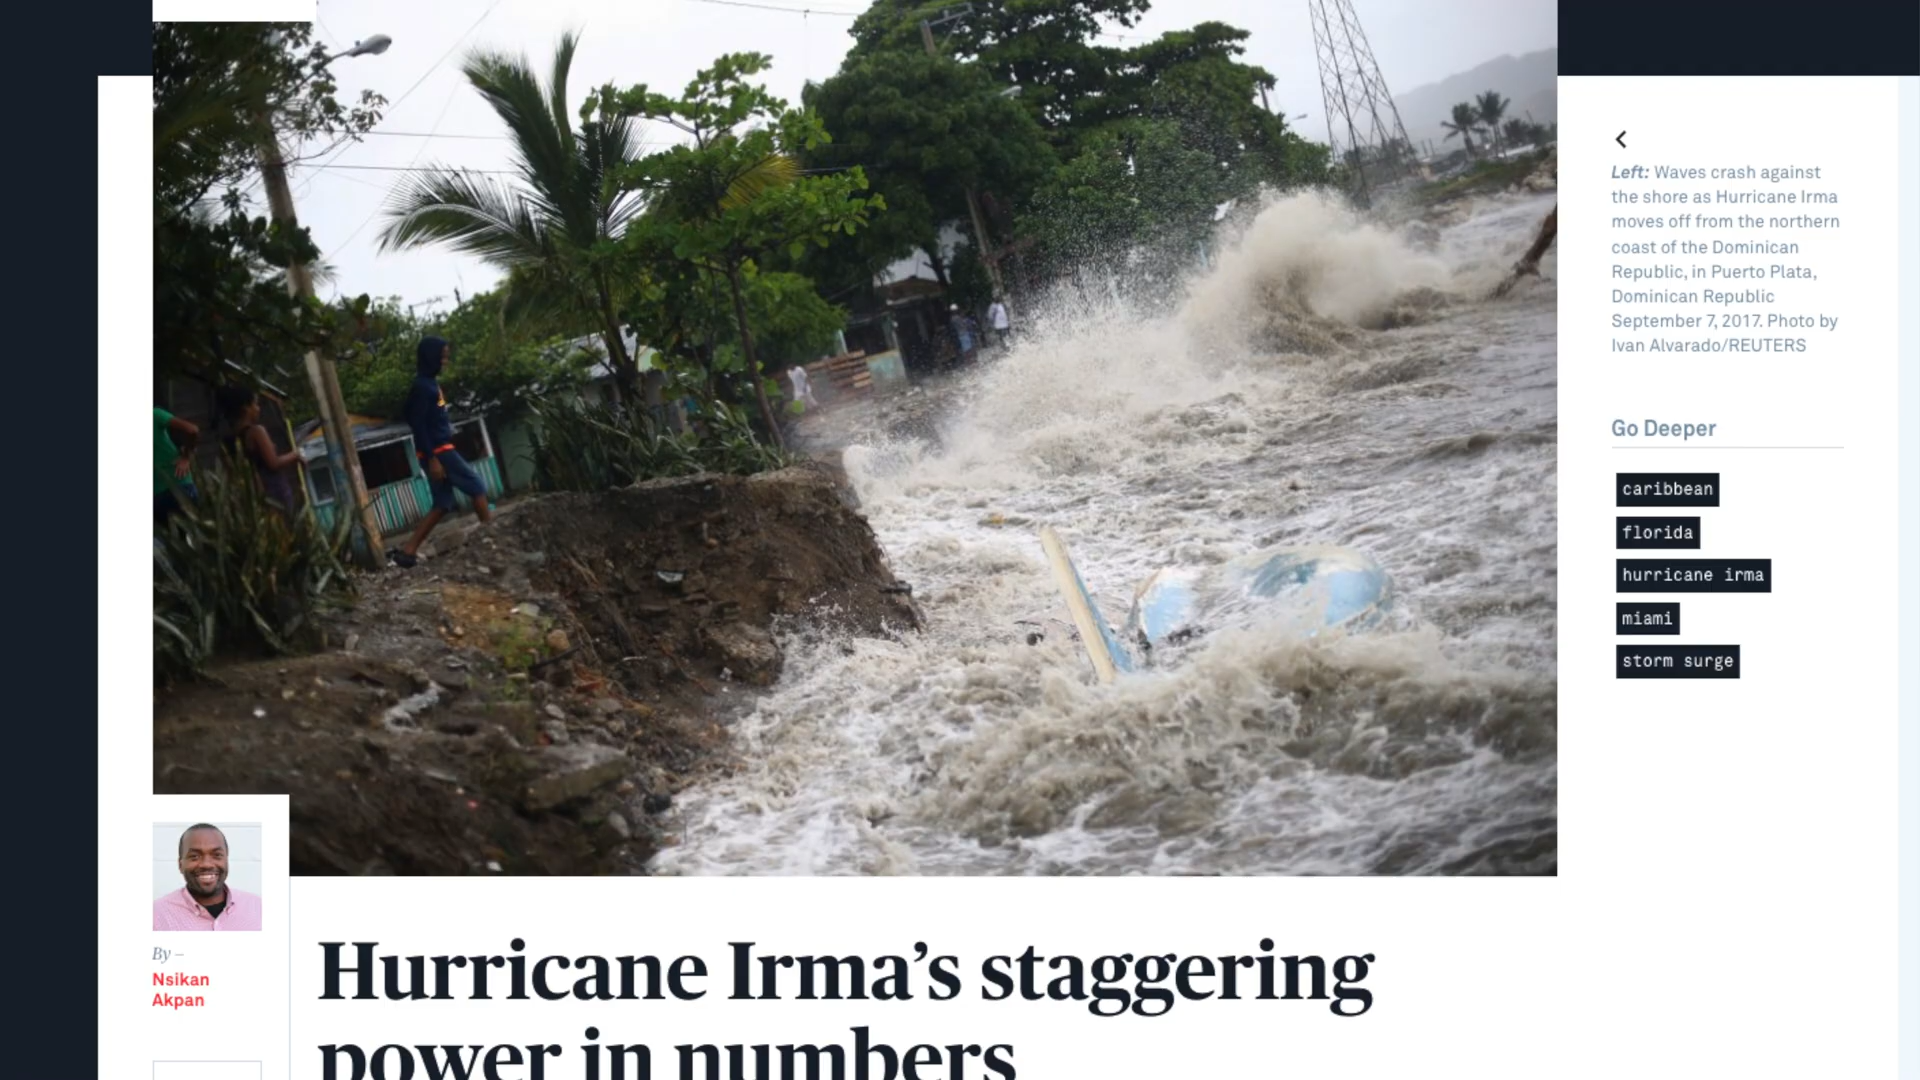 Left: Waves crash against
the shore as Hurricane Irma
moves off from the northern
coast of the Dominican
Republic, in Puerto Plata,
Dominican Republic
September 7, 2017. Photo by
Ivan Alvarado/REUTERS
Go Deeper
caribbean
florida
hurricane irma
miami
storm surge
By –
Nsikan
Akpan
Hurricane Irma’s staggering
power in numbers